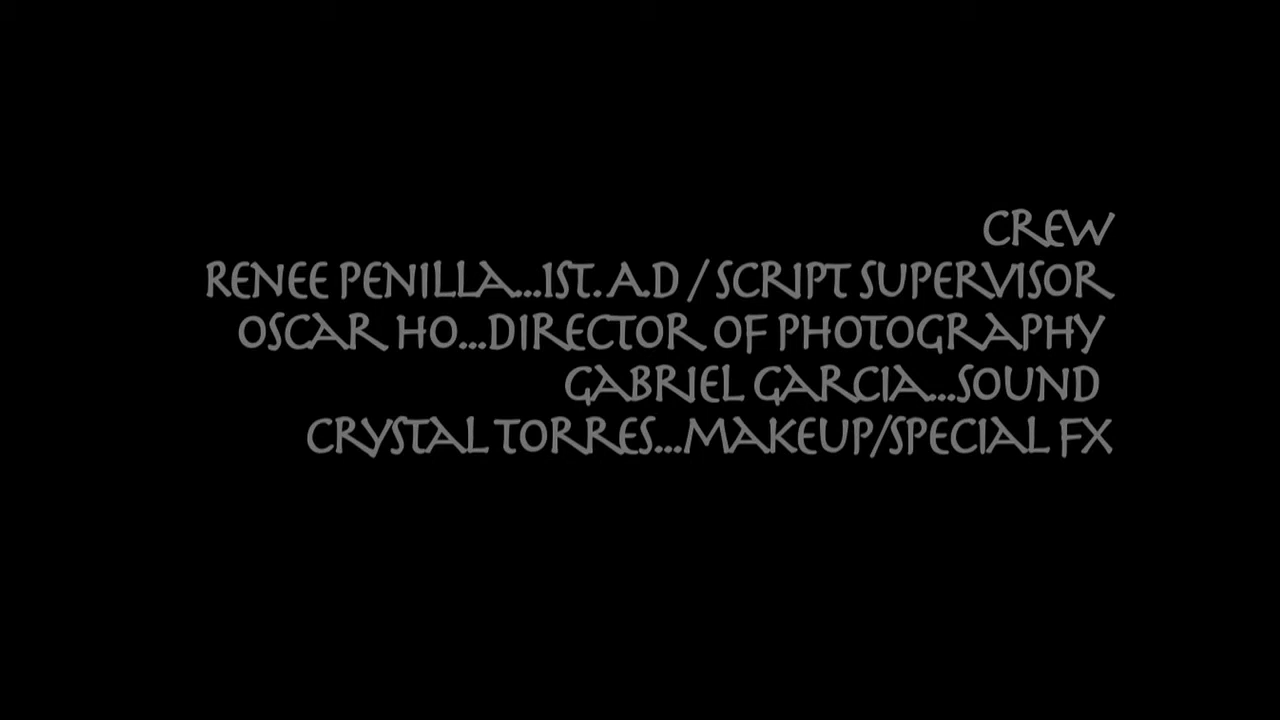 CREW
RENEE PENILLA...1ST. A.D / SCRIPT SUPERVISOR
OSCAR HO...DIRECTOR OF PHOTOGRAPHY
GABRIEL GARCIA...SOUND
CRYSTAL TORRES...MAKEUP/SPECIAL FX